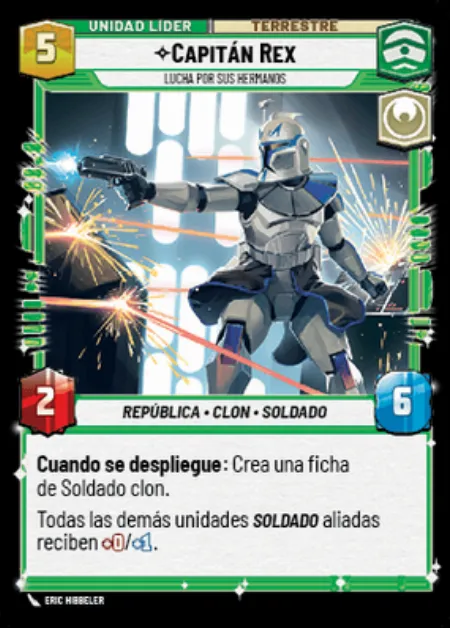 UNIDAD LÍDER
TERRESTRE
5
CAPITÁN REX
LUCHA POR SUS HERMANOS
2
REPÚBLICA • CLON • SOLDADO
6
Cuando se despliegue: Crea una ficha
de Soldado clon.
Todas las demás unidades SOLDADO aliadas
reciben +0/+1.
ERIC HIBBELER